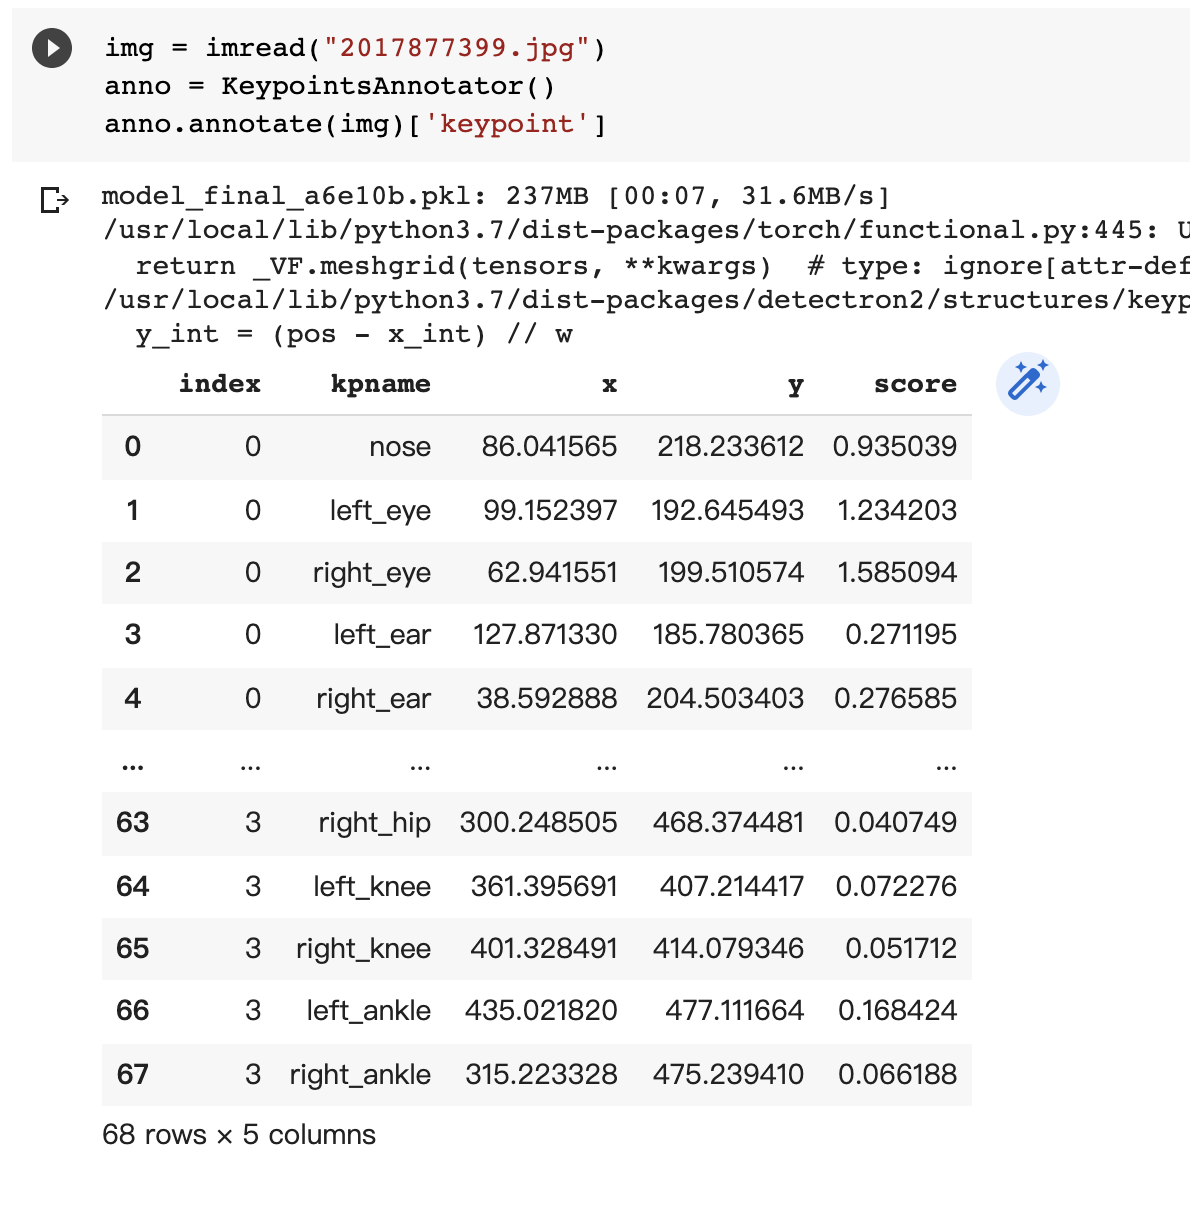 img = imread("2017877399.jpg")
anno = KeypointsAnnotator()
anno.annotate(img)['keypoint']
model_final_a6e10b.pkl: 237MB [00:07, 31.6MB/s]
/usr/local/lib/python3.7/dist-packages/torch/functional.py:445: U
return _VF.meshgrid(tensors, **kwargs)  # type: ignore[attr-def
/usr/local/lib/python3.7/dist-packages/detectron2/structures/keyp
y_int = (pos - x_int) // w
index kpname x y score
0 0 nose 86.041565 218.233612 0.935039
1 0 left_eye 99.152397 192.645493 1.234203
2 0 right_eye 62.941551 199.510574 1.585094
3 0 left_ear 127.871330 185.780365 0.271195
4 0 right_ear 38.592888 204.503403 0.276585
... ... ... ... ... ...
63 3 right_hip 300.248505 468.374481 0.040749
64 3 left_knee 361.395691 407.214417 0.072276
65 3 right_knee 401.328491 414.079346 0.051712
66 3 left_ankle 435.021820 477.111664 0.168424
67 3 right_ankle 315.223328 475.239410 0.066188
68 rows × 5 columns